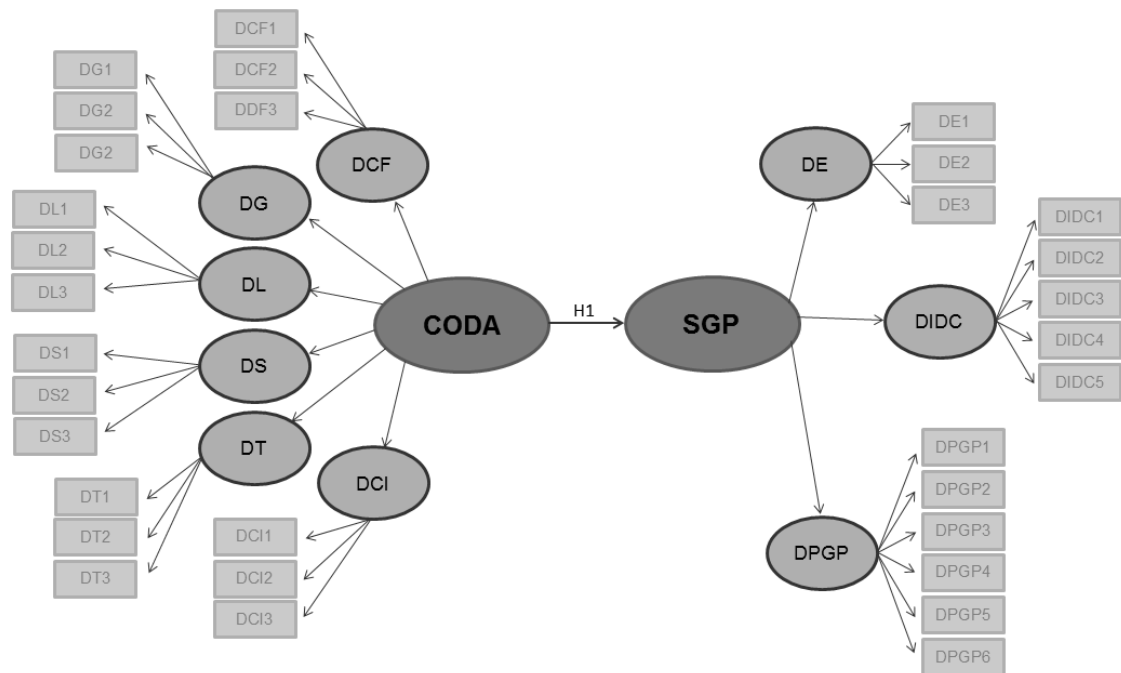 DCF1
DCF2
DDF3
DCF
DG1
DG2
DG2
DG
DL1
DL2
DL3
DL
DS1
DS2
DS3
DS
DT1
DT2
DT3
DT
DCI1
DCI2
DCI3
DCI
CODA
H1
SGP
DE
DE1
DE2
DE3
DIDC
DIDC1
DIDC2
DIDC3
DIDC4
DIDC5
DPGP
DPGP1
DPGP2
DPGP3
DPGP4
DPGP5
DPGP6